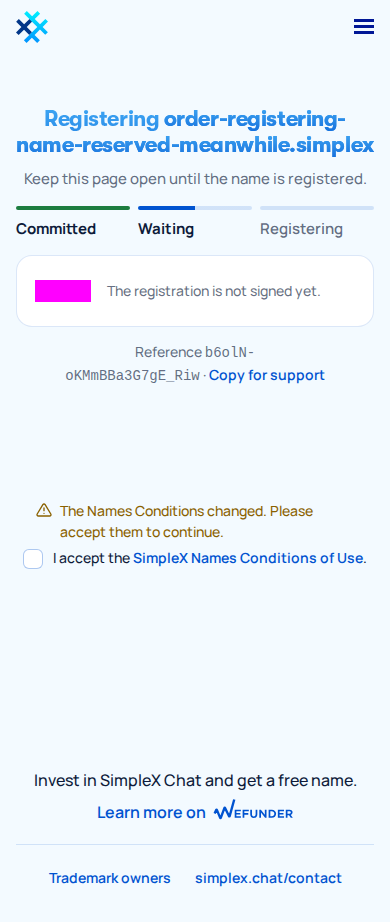 Registering order-registering-
name-reserved-meanwhile.simplex
Keep this page open until the name is registered.
Committed
Waiting
Registering
The registration is not signed yet.
Reference b6olN-
oKMmBBa3G7gE_Riw · Copy for support
The Names Conditions changed. Please
accept them to continue.
I accept the SimpleX Names Conditions of Use.
Invest in SimpleX Chat and get a free name.
Learn more on WEFUNDER
Trademark owners
simplex.chat/contact